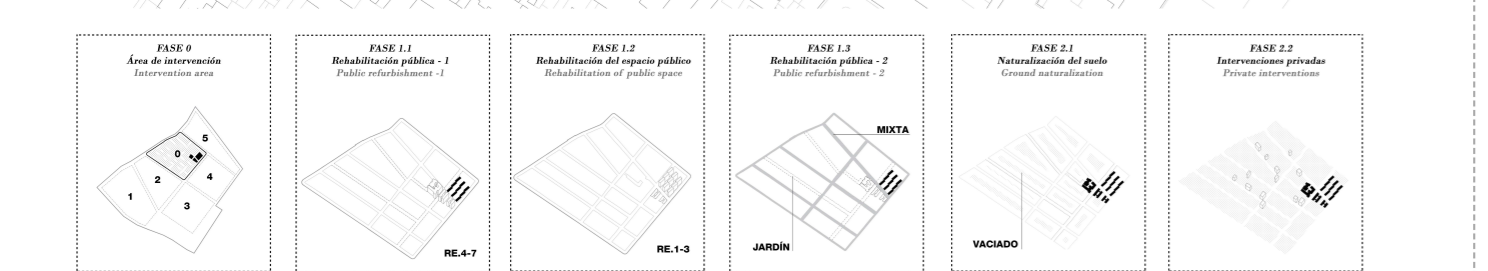 FASE 0
Área de intervención
Intervention area
5
0
4
2
1
3
FASE 1.1
Rehabilitación pública - 1
Public refurbishment -1
RE.4-7
FASE 1.2
Rehabilitación del espacio público
Rehabilitation of public space
RE.1-3
FASE 1.3
Rehabilitación pública - 2
Public refurbishment - 2
MIXTA
JARDÍN
FASE 2.1
Naturalización del suelo
Ground naturalization
VACIADO
FASE 2.2
Intervenciones privadas
Private interventions